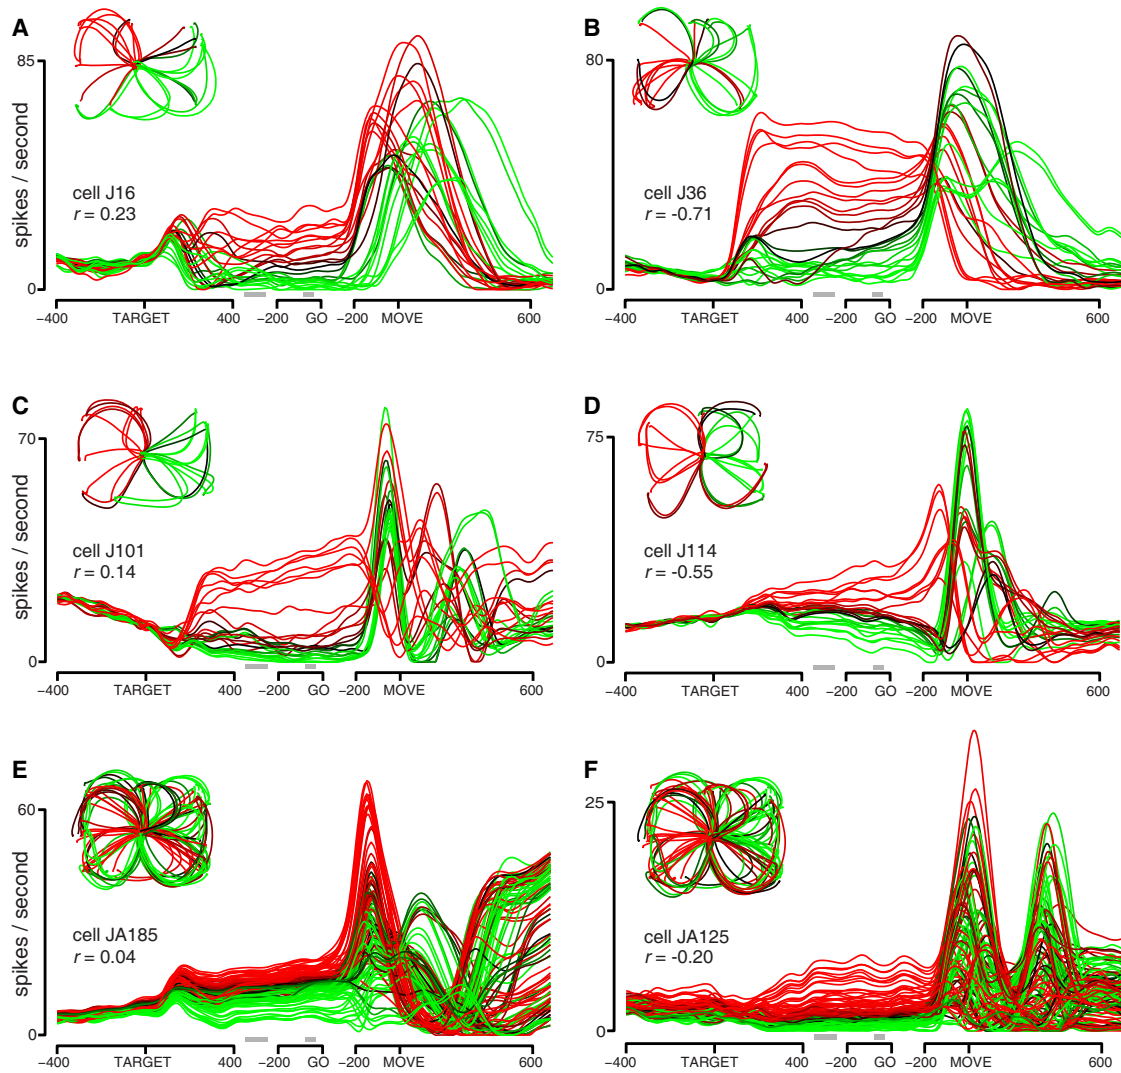 A
85
spikes / second
cell J16
r = 0.23
0
−400 TARGET 400 −200 GO −200 MOVE 600
B
80
cell J36
r = -0.71
0
−400 TARGET 400 −200 GO −200 MOVE 600
C
70
spikes / second
cell J101
r = 0.14
0
−400 TARGET 400 −200 GO −200 MOVE 600
D
75
cell J114
r = -0.55
0
−400 TARGET 400 −200 GO −200 MOVE 600
E
60
spikes / second
cell JA185
r = 0.04
0
−400 TARGET 400 −200 GO −200 MOVE 600
F
25
cell JA125
r = -0.20
0
−400 TARGET 400 −200 GO −200 MOVE 600